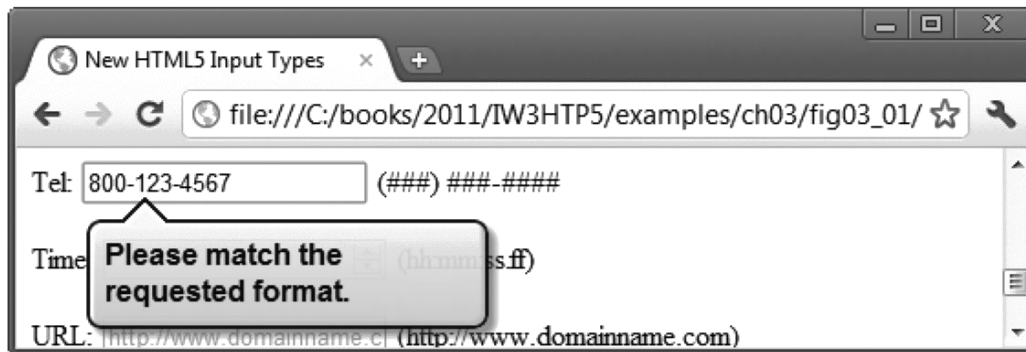 New HTML5 Input Types
file:///C:/books/2011/IW3HTP5/examples/ch03/fig03_01/
Tel: 800-123-4567 (###) ###-####
Please match the
requested format.
Time (hh:mm:ss.ff)
URL: http://www.domainname.c (http://www.domainname.com)